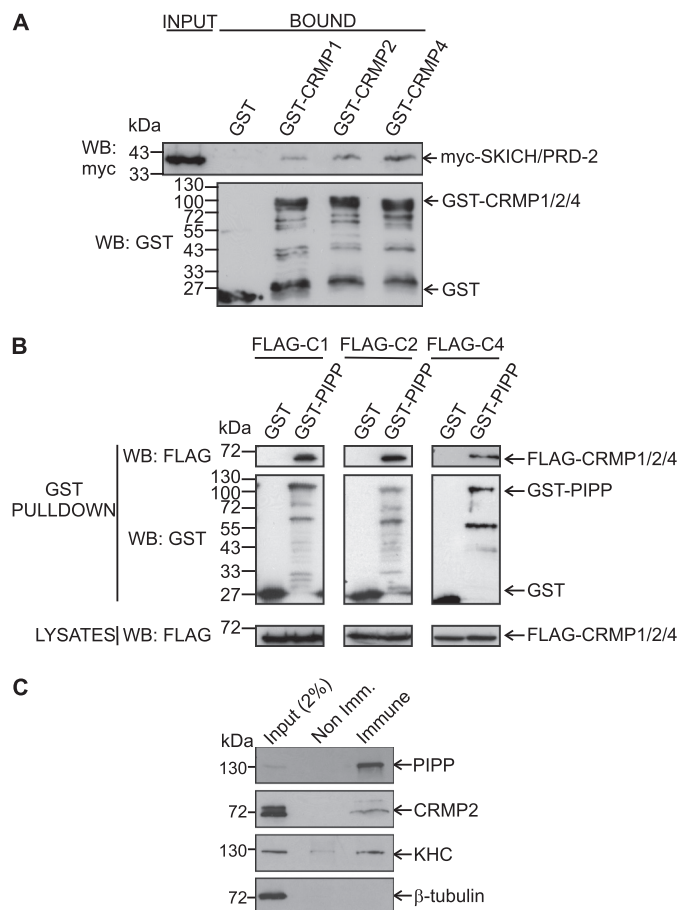 A
INPUT BOUND
GST GST-CRMP1 GST-CRMP2 GST-CRMP4
kDa
WB: myc
43
33
myc-SKICH/PRD-2
WB: GST
130
100
72
55
43
33
27
GST-CRMP1/2/4
GST
B
FLAG-C1 FLAG-C2 FLAG-C4
GST GST-PIPP GST GST-PIPP GST GST-PIPP
kDa
GST PULLDOWN
WB: FLAG
72
FLAG-CRMP1/2/4
WB: GST
130
100
72
55
43
33
27
GST-PIPP
GST
LYSATES WB: FLAG
72
FLAG-CRMP1/2/4
C
Input (2%) Non Imm. Immune
kDa
130 PIPP
72 CRMP2
130 KHC
72 β-tubulin